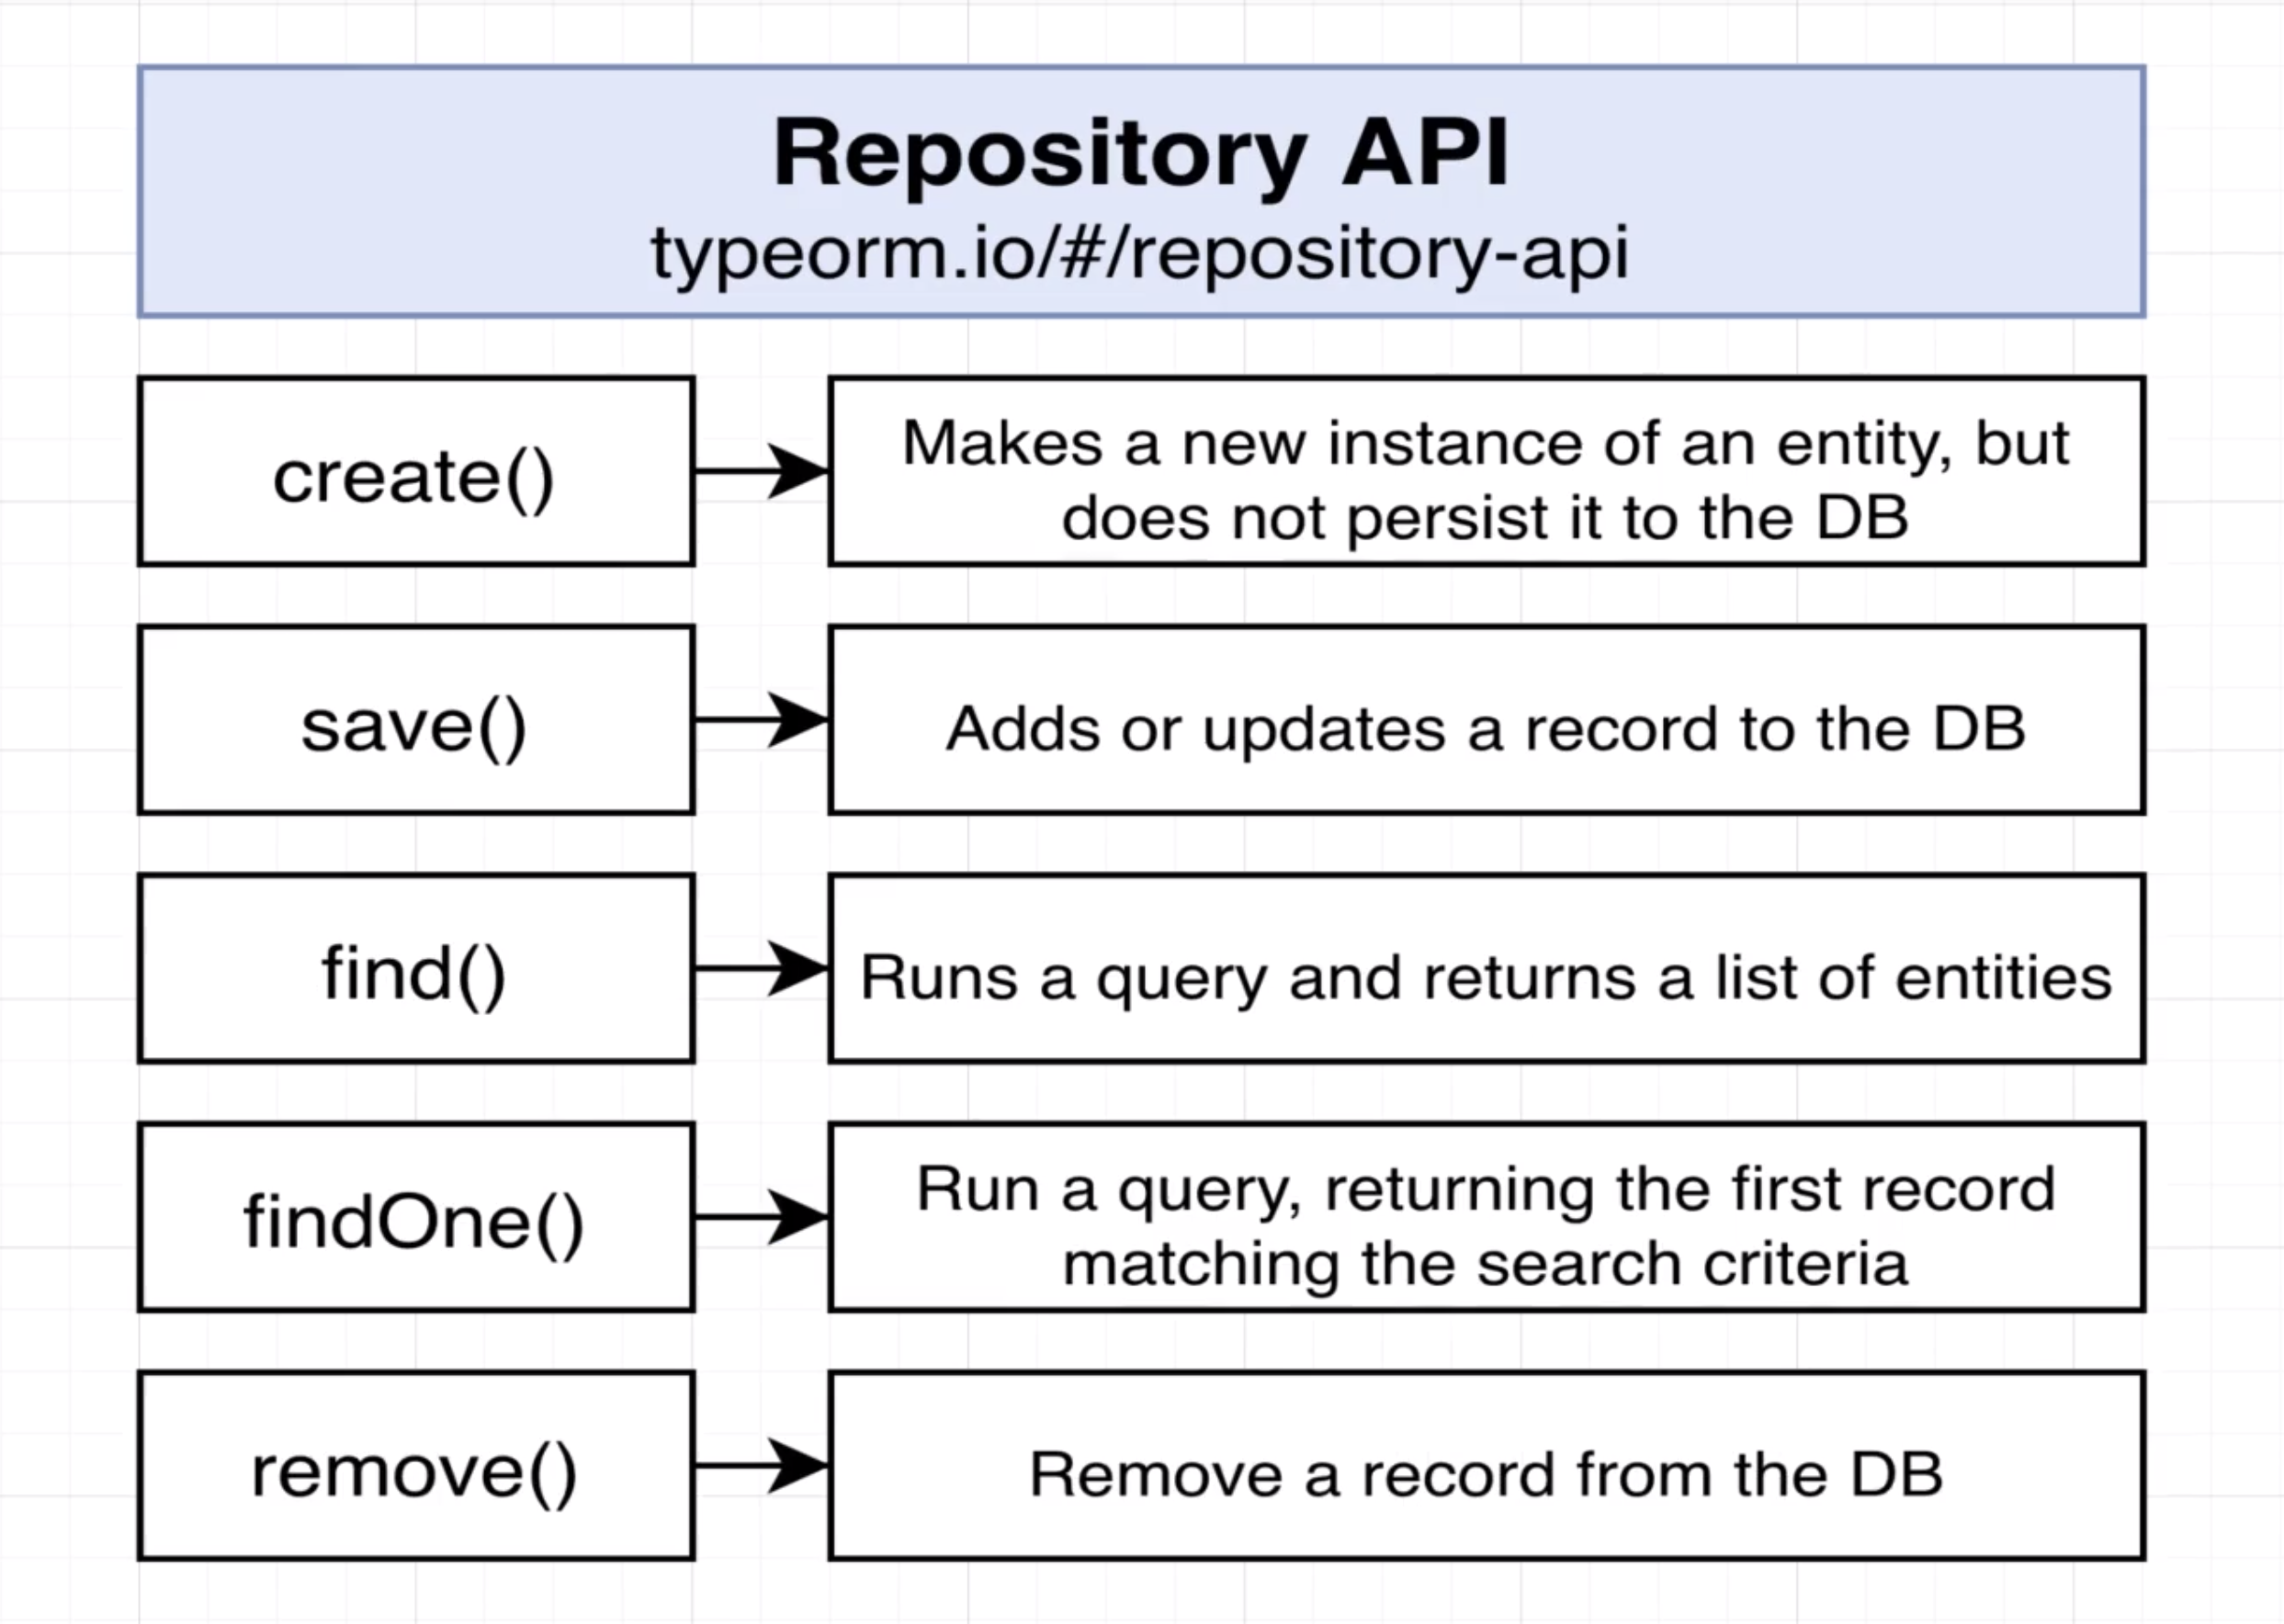 Repository API
typeorm.io/#/repository-api
create()
Makes a new instance of an entity, but
does not persist it to the DB
save()
Adds or updates a record to the DB
find()
Runs a query and returns a list of entities
findOne()
Run a query, returning the first record
matching the search criteria
remove()
Remove a record from the DB